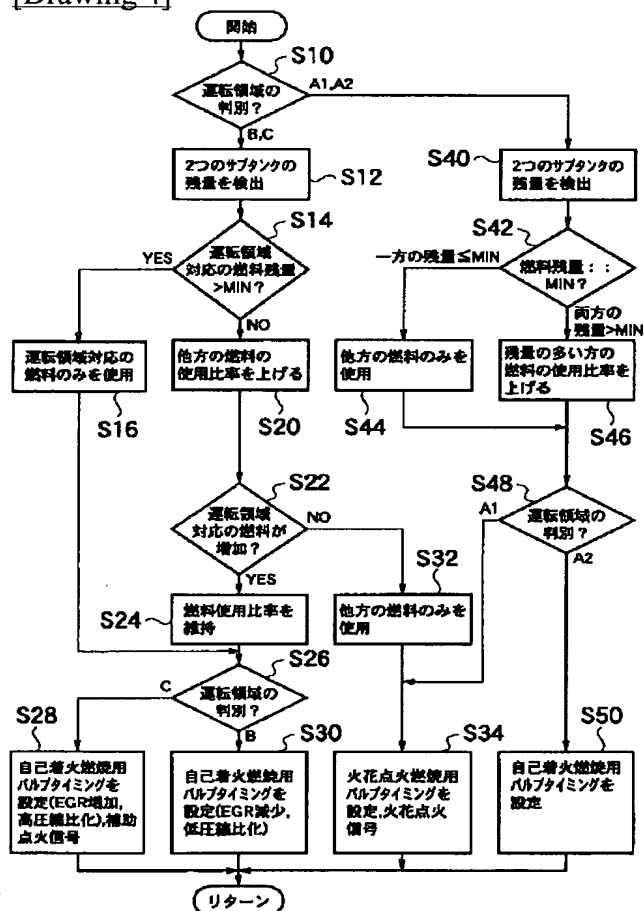 [Drawing 4]
開始
S10
運転領域の
判別？
A1,A2
B,C
2つのサブタンクの
残量を検出
S12
S40
2つのサブタンクの
残量を検出
S14
YES
運転領域
対応の燃料残量
>MIN？
NO
S42
一方の残量≦MIN
燃料残量：：
MIN？
両方の
残量>MIN
運転領域対応の
燃料のみを使用
S16
他方の燃料の
使用比率を上げる
S20
他方の燃料のみを
使用
S44
残量の多い方の
燃料の使用比率を
上げる
S46
S22
運転領域
対応の燃料が
増加？
NO
YES
S48
A1
運転領域の
判別？
A2
S24
燃料使用比率を
維持
S32
他方の燃料のみを
使用
S26
C
運転領域の
判別？
B
S28
自己着火燃焼用
バルブタイミングを
設定(EGR増加,
高圧縮比化),補助
点火信号
S30
自己着火燃焼用
バルブタイミングを
設定(EGR減少,
低圧縮比化)
S34
火花点火燃焼用
バルブタイミングを
設定,火花点火
信号
S50
自己着火燃焼用
バルブタイミングを
設定
リターン